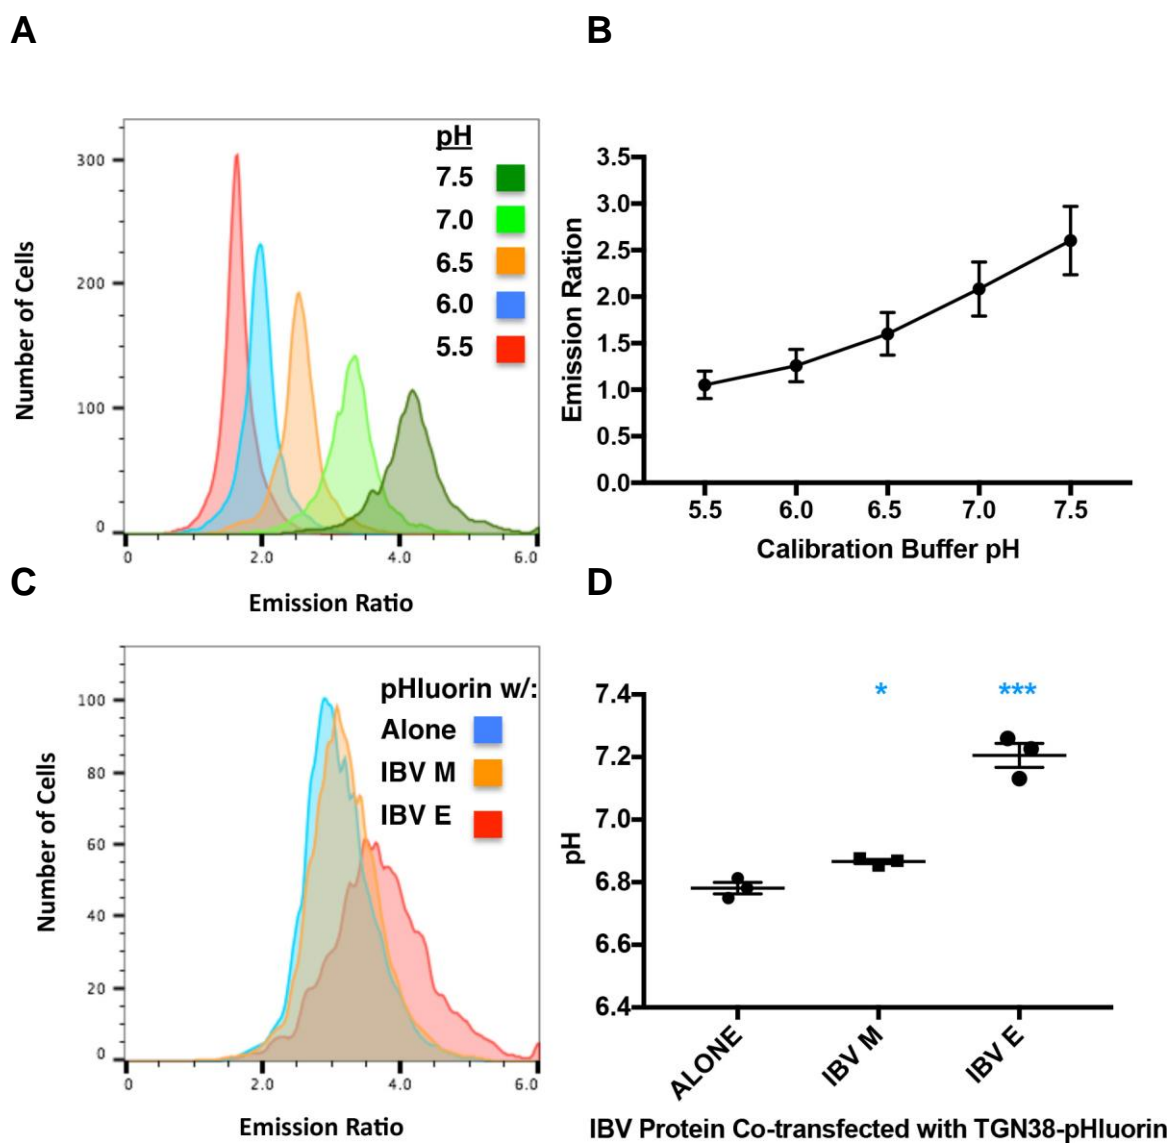 A
pH
7.5
7.0
6.5
6.0
5.5
300
200
100
0
0 2.0 4.0 6.0
Number of Cells
Emission Ratio
B
3.5
3.0
2.5
2.0
1.5
1.0
0.5
0.0
5.5 6.0 6.5 7.0 7.5
Emission Ration
Calibration Buffer pH
C
pHluorin w/:
Alone
IBV M
IBV E
100
80
60
40
20
0
0 2.0 4.0 6.0
Number of Cells
Emission Ratio
D
* ***
7.4
7.2
7.0
6.8
6.6
6.4
pH
ALONE
IBV M
IBV E
IBV Protein Co-transfected with TGN38-pHluorin